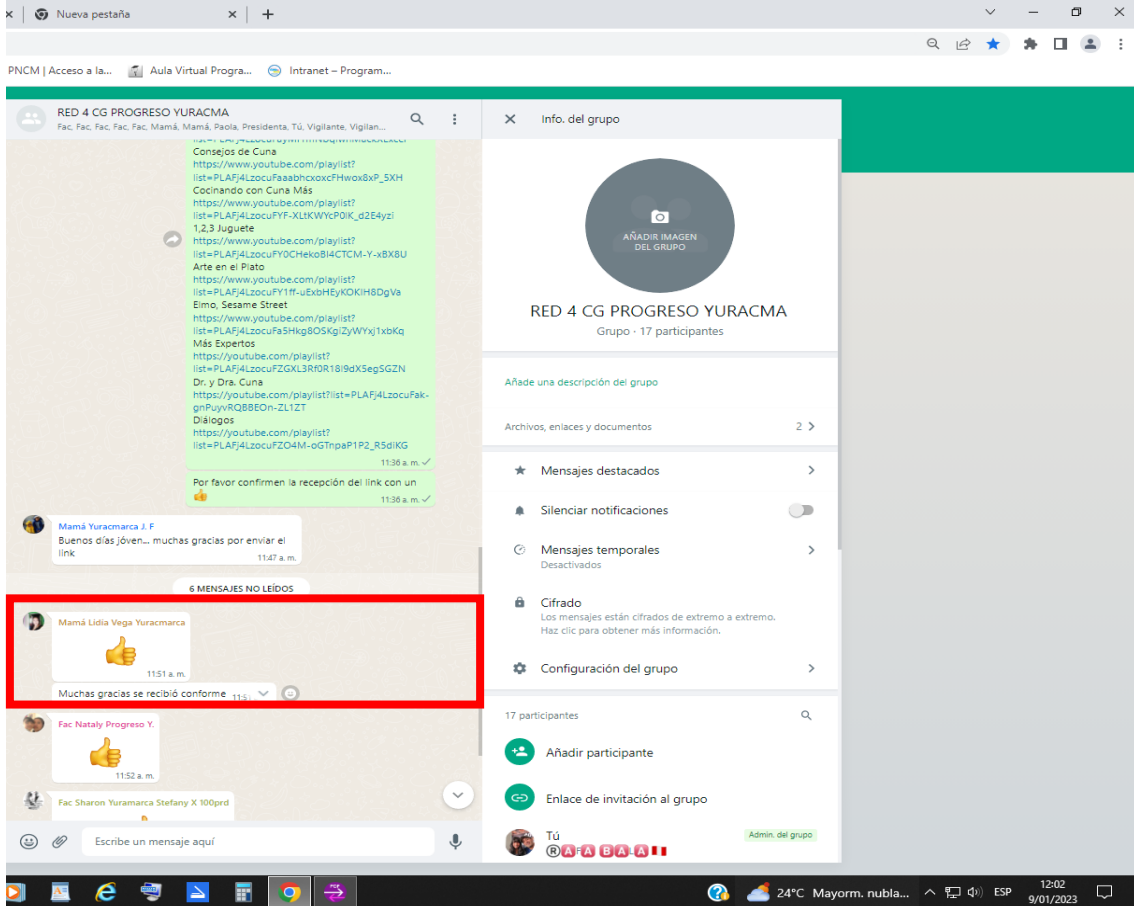 Nueva pestaña
PNCM | Acceso a la...
Aula Virtual Progra...
Intranet – Program...
RED 4 CG PROGRESO YURACMA
Fac, Fac, Fac, Fac, Fac, Mamá, Mamá, Paola, Presidenta, Tú, Vigilante, Vigilan...
Consejos de Cuna
https://www.youtube.com/playlist?
list=PLAFj4LzocuFaaabhcxoxcFHwox8xP_5XH
Cocinando con Cuna Más
https://www.youtube.com/playlist?
list=PLAFj4LzocuFYF-XLtKWYcP0IK_d2E4yzi
1,2,3 Juguete
https://www.youtube.com/playlist?
list=PLAFj4LzocuFY0CHekoBI4CTCM-Y-xBX8U
Arte en el Plato
https://www.youtube.com/playlist?
list=PLAFj4LzocuFY1ff-uExbHEyKOKIH8DgVa
Elmo, Sesame Street
https://www.youtube.com/playlist?
list=PLAFj4LzocuFa5Hkg8OSKgiZyWYxj1xbKq
Más Expertos
https://youtube.com/playlist?
list=PLAFj4LzocuFZGXL3Rf0R18I9dX5egSGZN
Dr. y Dra. Cuna
https://youtube.com/playlist?list=PLAFj4LzocuFak-
gnPuyvRQBBEOn-ZL1ZT
Diálogos
https://youtube.com/playlist?
list=PLAFj4LzocuFZO4M-oGTnpaP1P2_R5diKG
11:36 a. m.
Por favor confirmen la recepción del link con un
👍
11:36 a. m.
Mamá Yuracmarca J. F
Buenos días jóven... muchas gracias por enviar el
link
11:47 a. m.
6 MENSAJES NO LEÍDOS
Mamá Lidia Vega Yuracmarca
👍
11:51 a. m.
Muchas gracias se recibió conforme
Fac Nataly Progreso Y.
👍
11:52 a. m.
Fac Sharon Yuramarca Stefany X 100prd
Escribe un mensaje aquí
Info. del grupo
AÑADIR IMAGEN
DEL GRUPO
RED 4 CG PROGRESO YURACMA
Grupo · 17 participantes
Añade una descripción del grupo
Archivos, enlaces y documentos 2
Mensajes destacados
Silenciar notificaciones
Mensajes temporales
Desactivados
Cifrado
Los mensajes están cifrados de extremo a extremo.
Haz clic para obtener más información.
Configuración del grupo
17 participantes
Añadir participante
Enlace de invitación al grupo
Tú
Admin. del grupo
24°C Mayorm. nubla...
ESP
12:02
9/01/2023